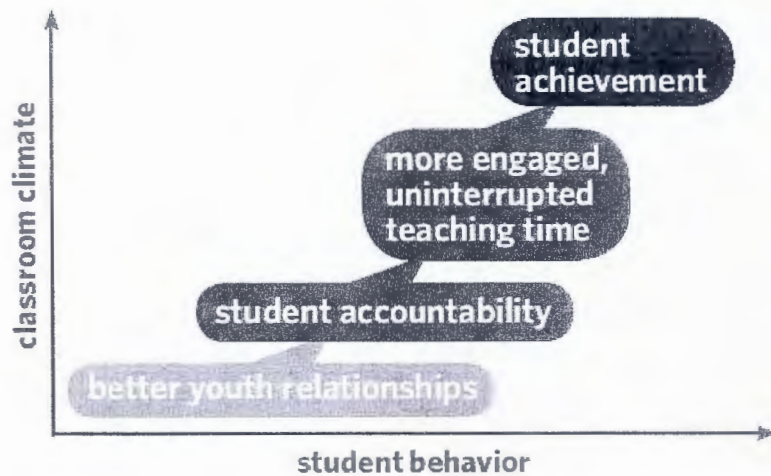 student
achievement
more engaged,
uninterrupted
teaching time
student accountability
better youth relationships
classroom climate
student behavior